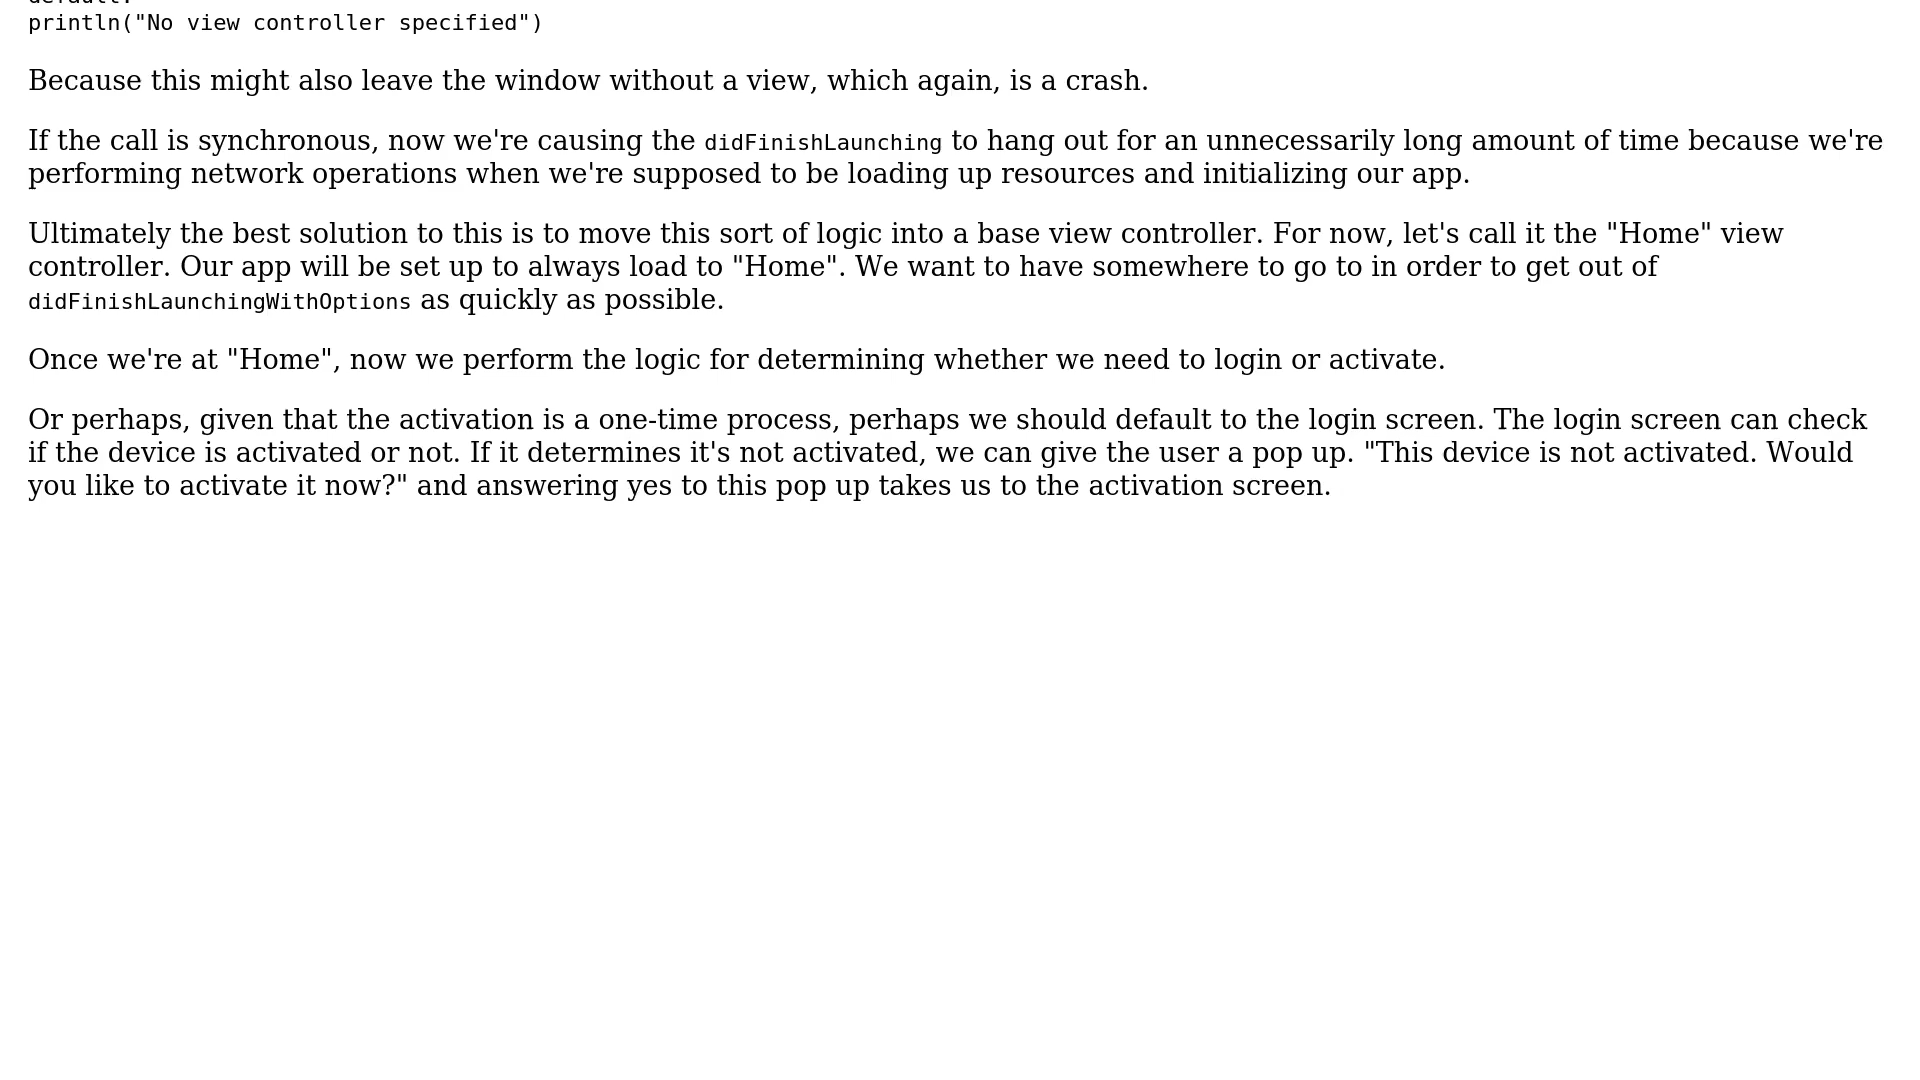 default:
println("No view controller specified")
Because this might also leave the window without a view, which again, is a crash.
If the call is synchronous, now we're causing the didFinishLaunching to hang out for an unnecessarily long amount of time because we're
performing network operations when we're supposed to be loading up resources and initializing our app.
Ultimately the best solution to this is to move this sort of logic into a base view controller. For now, let's call it the "Home" view
controller. Our app will be set up to always load to "Home". We want to have somewhere to go to in order to get out of
didFinishLaunchingWithOptions as quickly as possible.
Once we're at "Home", now we perform the logic for determining whether we need to login or activate.
Or perhaps, given that the activation is a one-time process, perhaps we should default to the login screen. The login screen can check
if the device is activated or not. If it determines it's not activated, we can give the user a pop up. "This device is not activated. Would
you like to activate it now?" and answering yes to this pop up takes us to the activation screen.